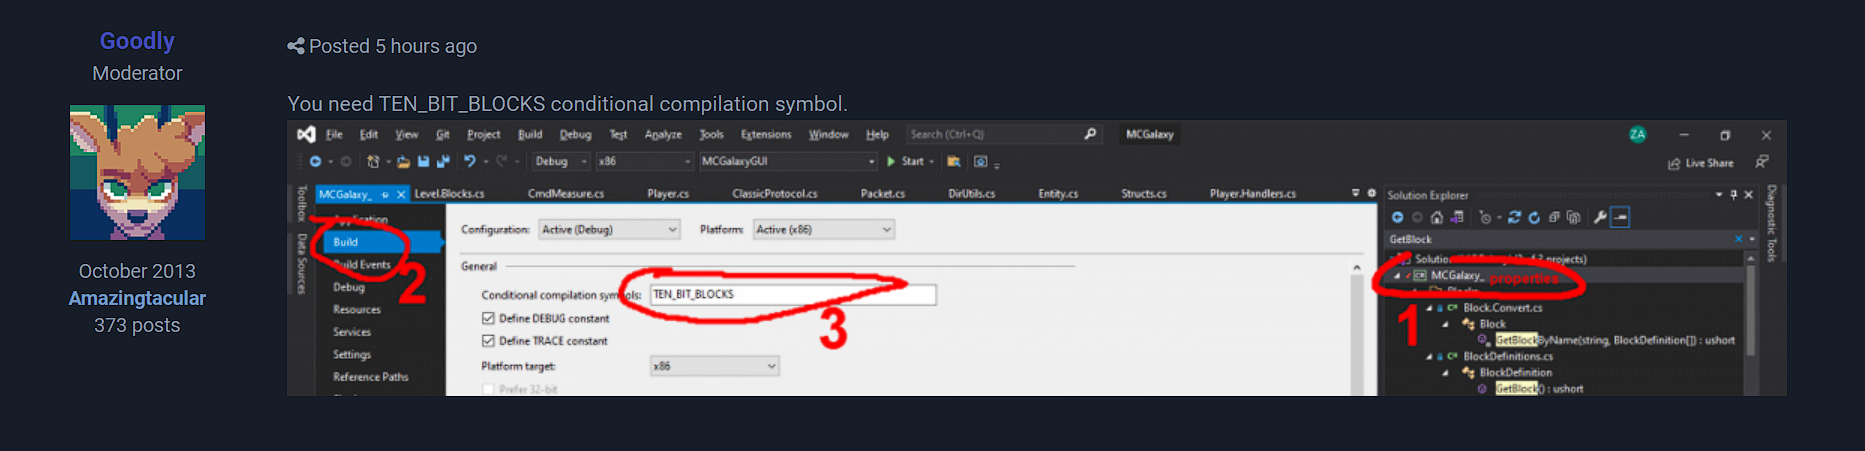 Goodly
Moderator
October 2013
Amazingtacular
373 posts
Posted 5 hours ago
You need TEN_BIT_BLOCKS conditional compilation symbol.
File Edit View Git Project Build Debug Test Analyze Tools Extensions Window Help Search (Ctrl+Q) MCGalaxy ZA
Debug x86 MCGalaxyGUI Start Live Share
Toolbox
Data Sources
MCGalaxy_ Level.Blocks.cs CmdMeasure.cs Player.cs ClassicProtocol.cs Packet.cs DirUtils.cs Entity.cs Structs.cs Player.Handlers.cs
Application
Build
Build Events
Debug
Resources
Services
Settings
Reference Paths
2
Configuration: Active (Debug) Platform: Active (x86)
General
Conditional compilation symbols: TEN_BIT_BLOCKS
3
Define DEBUG constant
Define TRACE constant
Platform target: x86
Prefer 32-bit
Solution Explorer
GetBlock
projects)
MCGalaxy_ properties
Blocks
1
Block.Convert.cs
Block
GetBlockByName(string, BlockDefinition[]) : ushort
BlockDefinitions.cs
BlockDefinition
GetBlock() : ushort
Diagnostic Tools